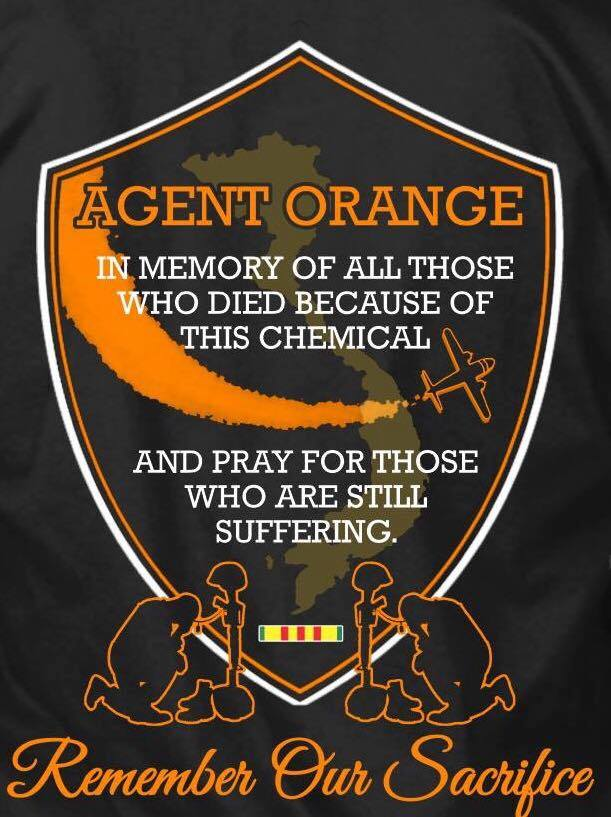 AGENT ORANGE
IN MEMORY OF ALL THOSE
WHO DIED BECAUSE OF
THIS CHEMICAL
AND PRAY FOR THOSE
WHO ARE STILL
SUFFERING.
Remember Our Sacrifice